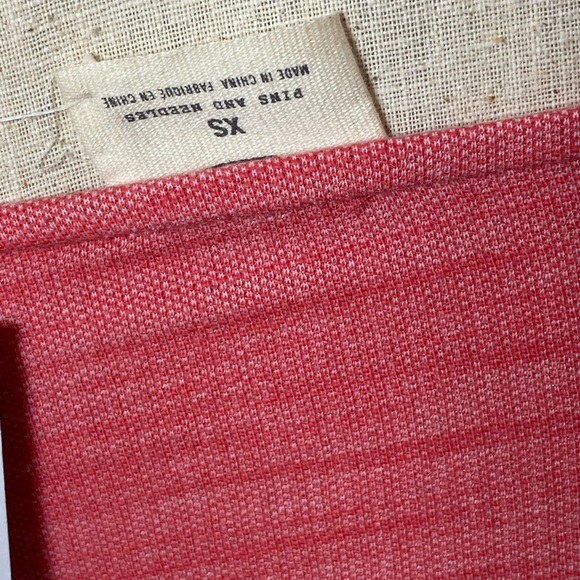 XS
PINS AND NEEDLES
MADE IN CHINA FABRIQUE EN CHINE